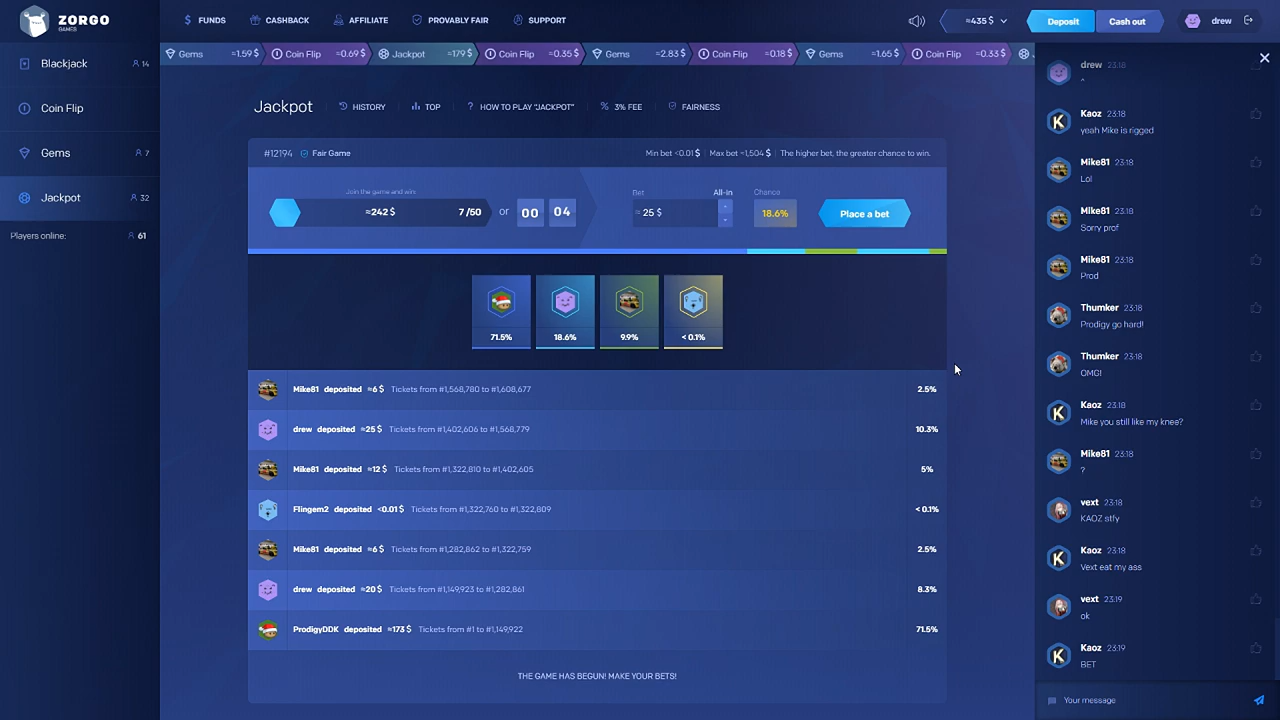 ZORGO
GAMES
FUNDS
CASHBACK
AFFILIATE
PROVABLY FAIR
SUPPORT
≈435 $
Deposit
Cash out
drew
Blackjack 14
Coin Flip
Gems 7
Jackpot 32
Players online: 61
Gems ≈1.59 $
Coin Flip ≈0.69 $
Jackpot ≈179 $
Coin Flip ≈0.35 $
Gems ≈2.83 $
Coin Flip ≈0.18 $
Gems ≈1.65 $
Coin Flip ≈0.33 $
Jackpot
HISTORY
TOP
? HOW TO PLAY "JACKPOT"
% 3% FEE
FAIRNESS
#12194 Fair Game
Min bet <0.01 $ | Max bet ≈1,504 $ | The higher bet, the greater chance to win.
Join the game and win:
≈242 $ 7 /50 or 00 04
Bet All-in
≈ 25 $
Chance
18.6%
Place a bet
71.5% 18.6% 9.9% < 0.1%
Mike81 deposited ≈6 $ Tickets from #1,568,780 to #1,608,677 2.5%
drew deposited ≈25 $ Tickets from #1,402,606 to #1,568,779 10.3%
Mike81 deposited ≈12 $ Tickets from #1,322,810 to #1,402,605 5%
Flingem2 deposited <0.01 $ Tickets from #1,322,760 to #1,322,809 < 0.1%
Mike81 deposited ≈6 $ Tickets from #1,282,862 to #1,322,759 2.5%
drew deposited ≈20 $ Tickets from #1,149,923 to #1,282,861 8.3%
ProdigyDDK deposited ≈173 $ Tickets from #1 to #1,149,922 71.5%
THE GAME HAS BEGUN! MAKE YOUR BETS!
drew 23:18
^
Kaoz 23:18
yeah Mike is rigged
Mike81 23:18
Lol
Mike81 23:18
Sorry prof
Mike81 23:18
Prod
Thumker 23:18
Prodigy go hard!
Thumker 23:18
OMG!
Kaoz 23:18
Mike you still like my knee?
Mike81 23:18
?
vext 23:18
KAOZ stfy
Kaoz 23:18
Vext eat my ass
vext 23:19
ok
Kaoz 23:19
BET
Your message